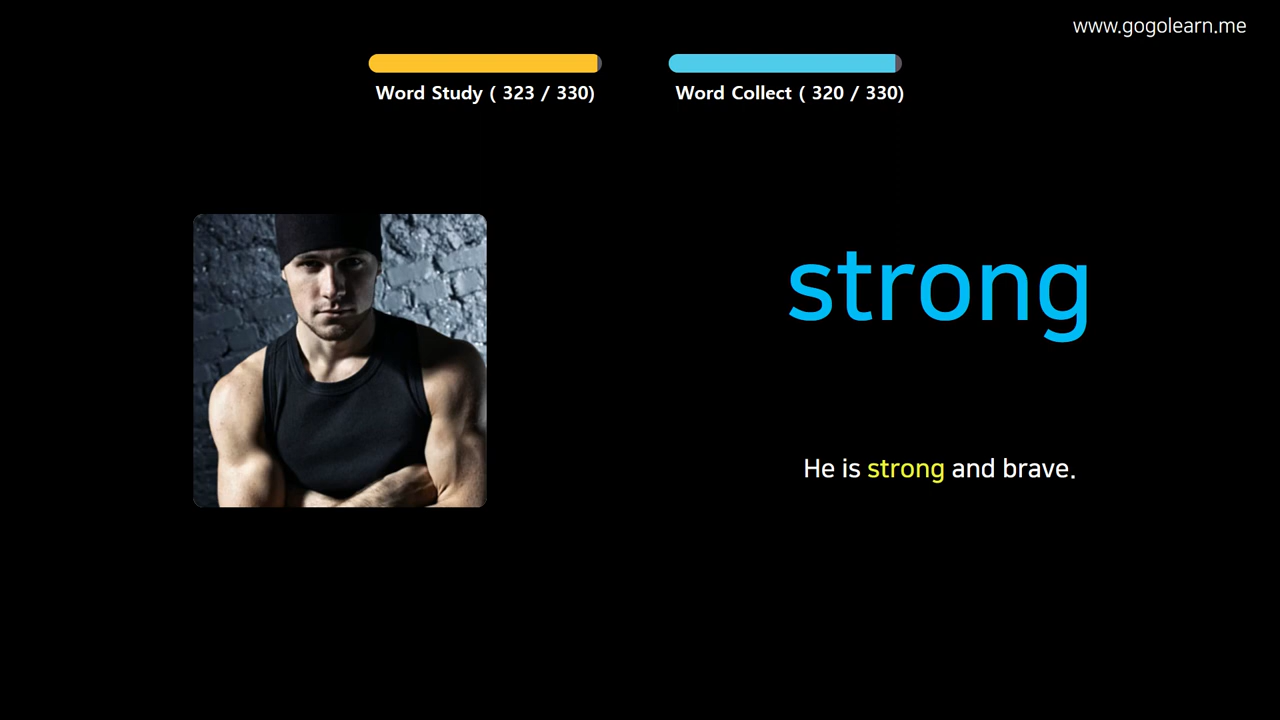 www.gogolearn.me
Word Study ( 323 / 330)
Word Collect ( 320 / 330)
strong
He is strong and brave.